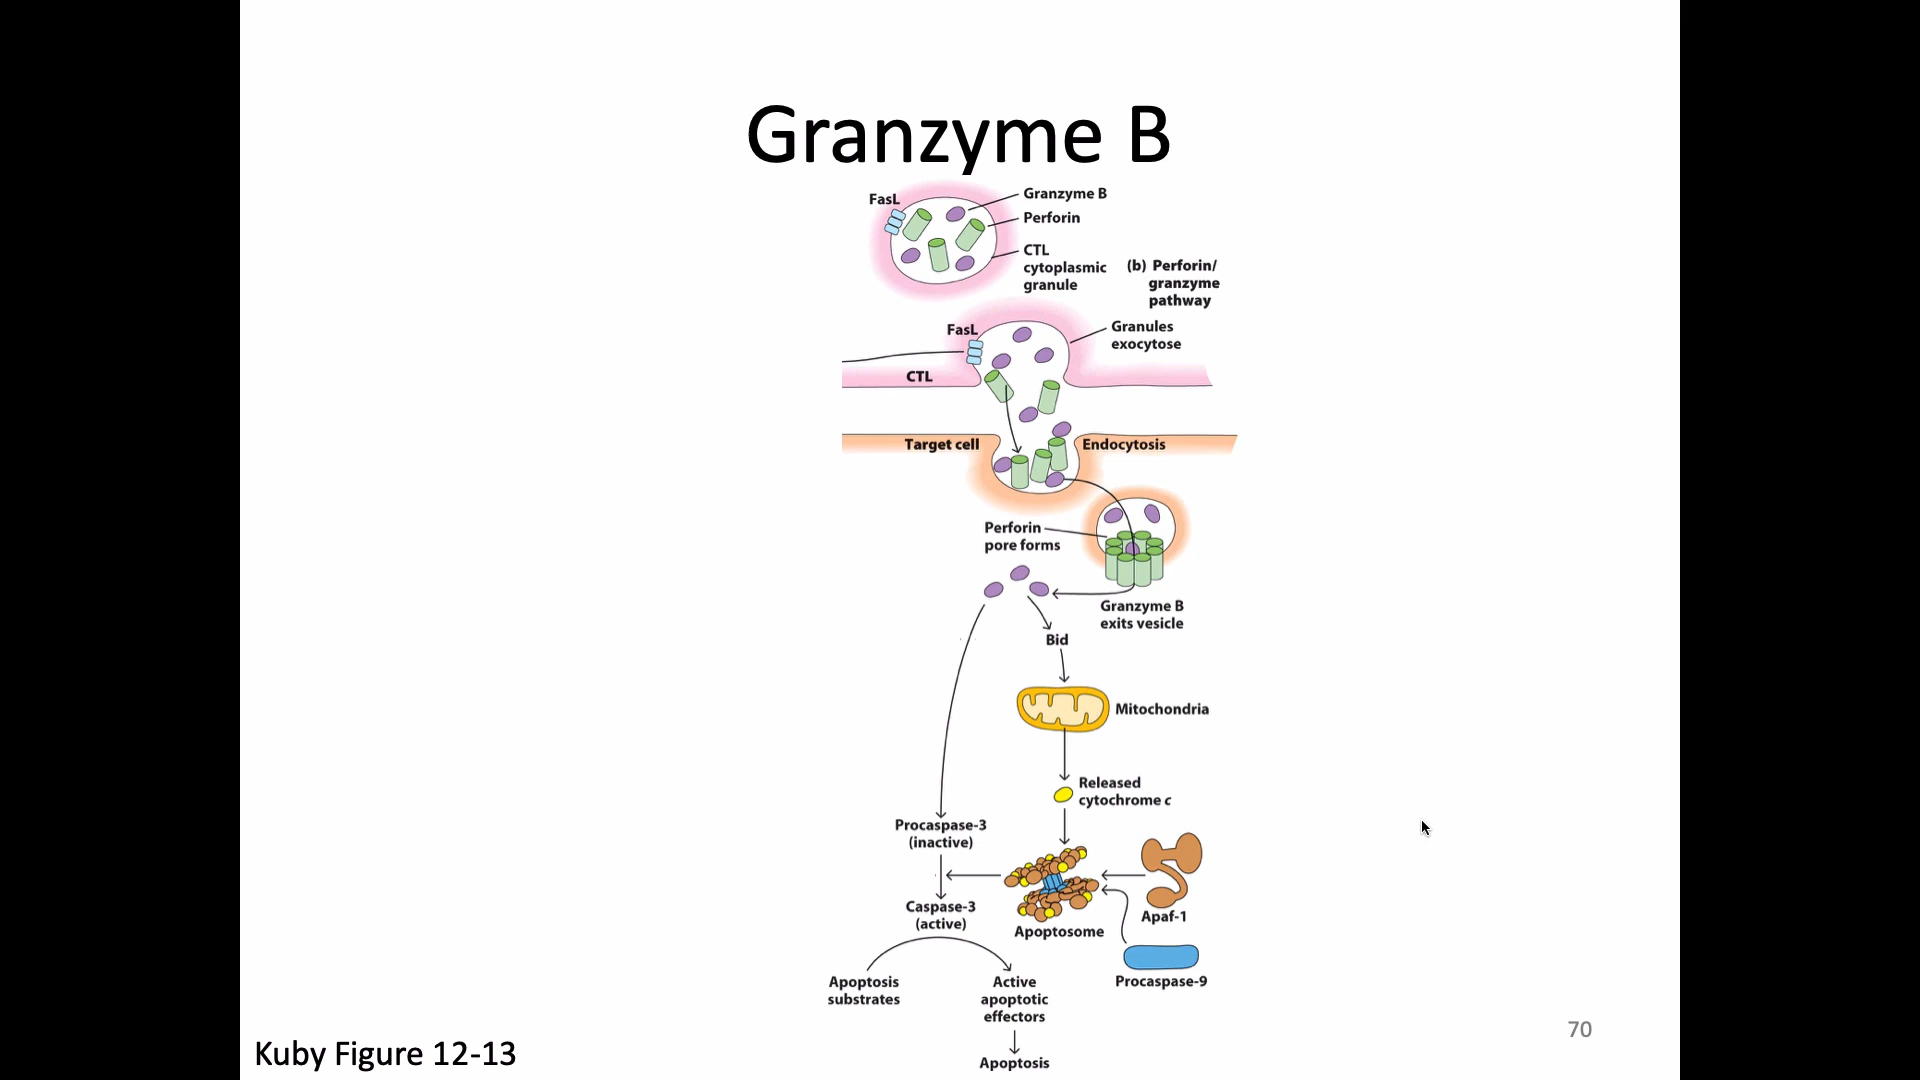 Granzyme B
FasL
Granzyme B
Perforin
CTL
cytoplasmic
granule
(b) Perforin/
granzyme
pathway
FasL
Granules
exocytose
CTL
Target cell
Endocytosis
Perforin
pore forms
Granzyme B
exits vesicle
Bid
Mitochondria
Released
cytochrome c
Procaspase-3
(inactive)
Caspase-3
(active)
Apoptosome
Apaf-1
Procaspase-9
Apoptosis
substrates
Active
apoptotic
effectors
Apoptosis
Kuby Figure 12-13
70